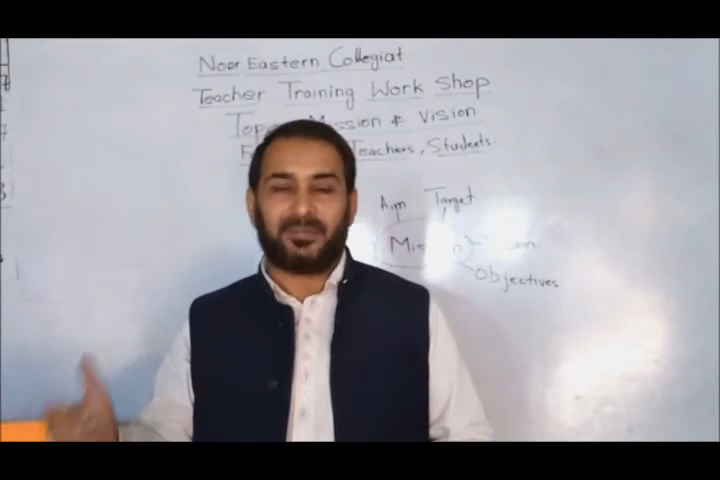 Noor Eastern Collegiat
Teacher Training Work Shop
Mission & Vision
Teachers, Students.
Aim Target
Objectives